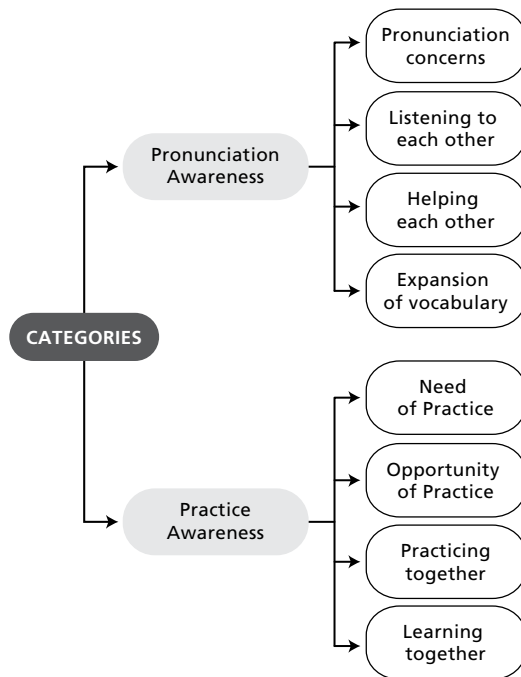 CATEGORIES
Pronunciation
Awareness
Pronunciation
concerns
Listening to
each other
Helping
each other
Expansion
of vocabulary
Practice
Awareness
Need
of Practice
Opportunity
of Practice
Practicing
together
Learning
together